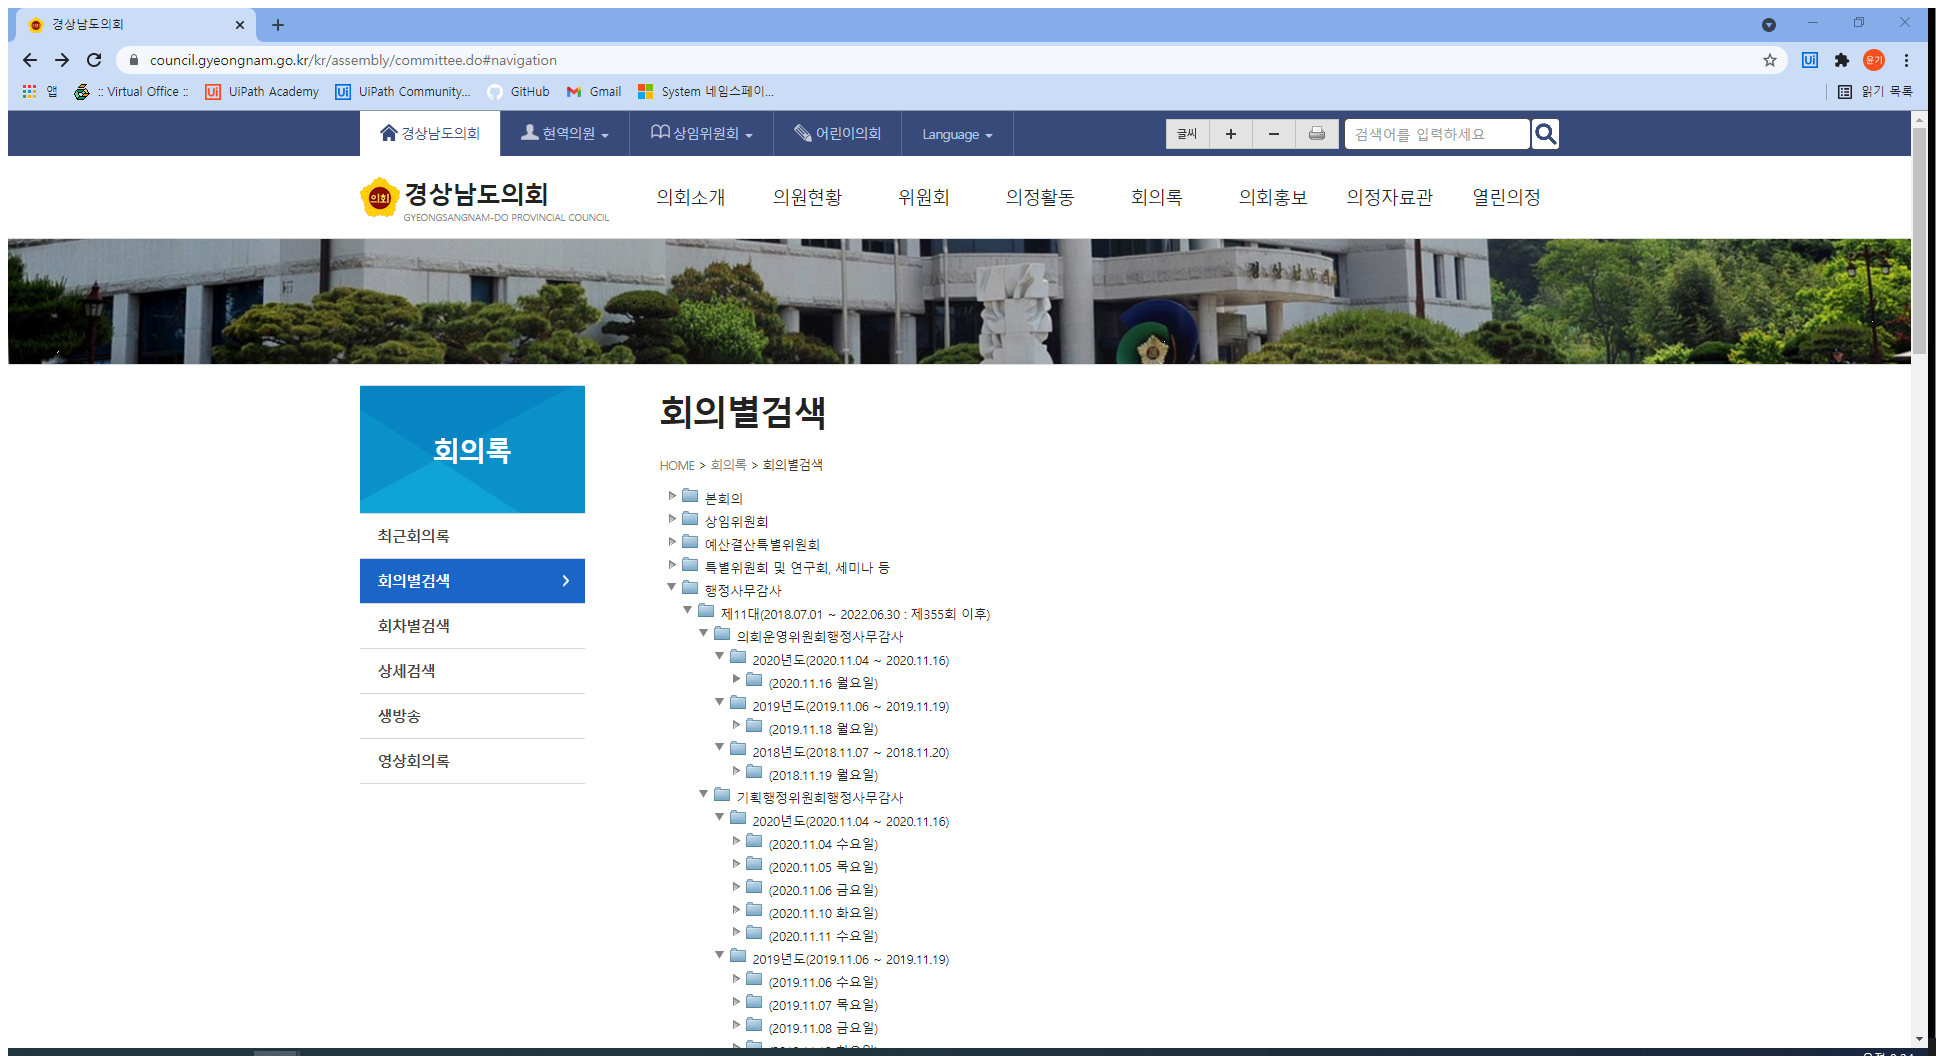 경상남도의회
council.gyeongnam.go.kr/kr/assembly/committee.do#navigation
윤기
앱 :: Virtual Office :: UiPath Academy UiPath Community... GitHub Gmail System 네임스페이... 읽기 목록
경상남도의회 현역의원 상임위원회 어린이의회 Language 글씨 + − 검색어를 입력하세요
의회 경상남도의회
GYEONGSANGNAM-DO PROVINCIAL COUNCIL
의회소개 의원현황 위원회 의정활동 회의록 의회홍보 의정자료관 열린의정
경상남도의회
회의록
최근회의록
회의별검색
회차별검색
상세검색
생방송
영상회의록
회의별검색
HOME > 회의록 > 회의별검색
본회의
상임위원회
예산결산특별위원회
특별위원회 및 연구회, 세미나 등
행정사무감사
제11대(2018.07.01 ~ 2022.06.30 : 제355회 이후)
의회운영위원회행정사무감사
2020년도(2020.11.04 ~ 2020.11.16)
(2020.11.16 월요일)
2019년도(2019.11.06 ~ 2019.11.19)
(2019.11.18 월요일)
2018년도(2018.11.07 ~ 2018.11.20)
(2018.11.19 월요일)
기획행정위원회행정사무감사
2020년도(2020.11.04 ~ 2020.11.16)
(2020.11.04 수요일)
(2020.11.05 목요일)
(2020.11.06 금요일)
(2020.11.10 화요일)
(2020.11.11 수요일)
2019년도(2019.11.06 ~ 2019.11.19)
(2019.11.06 수요일)
(2019.11.07 목요일)
(2019.11.08 금요일)